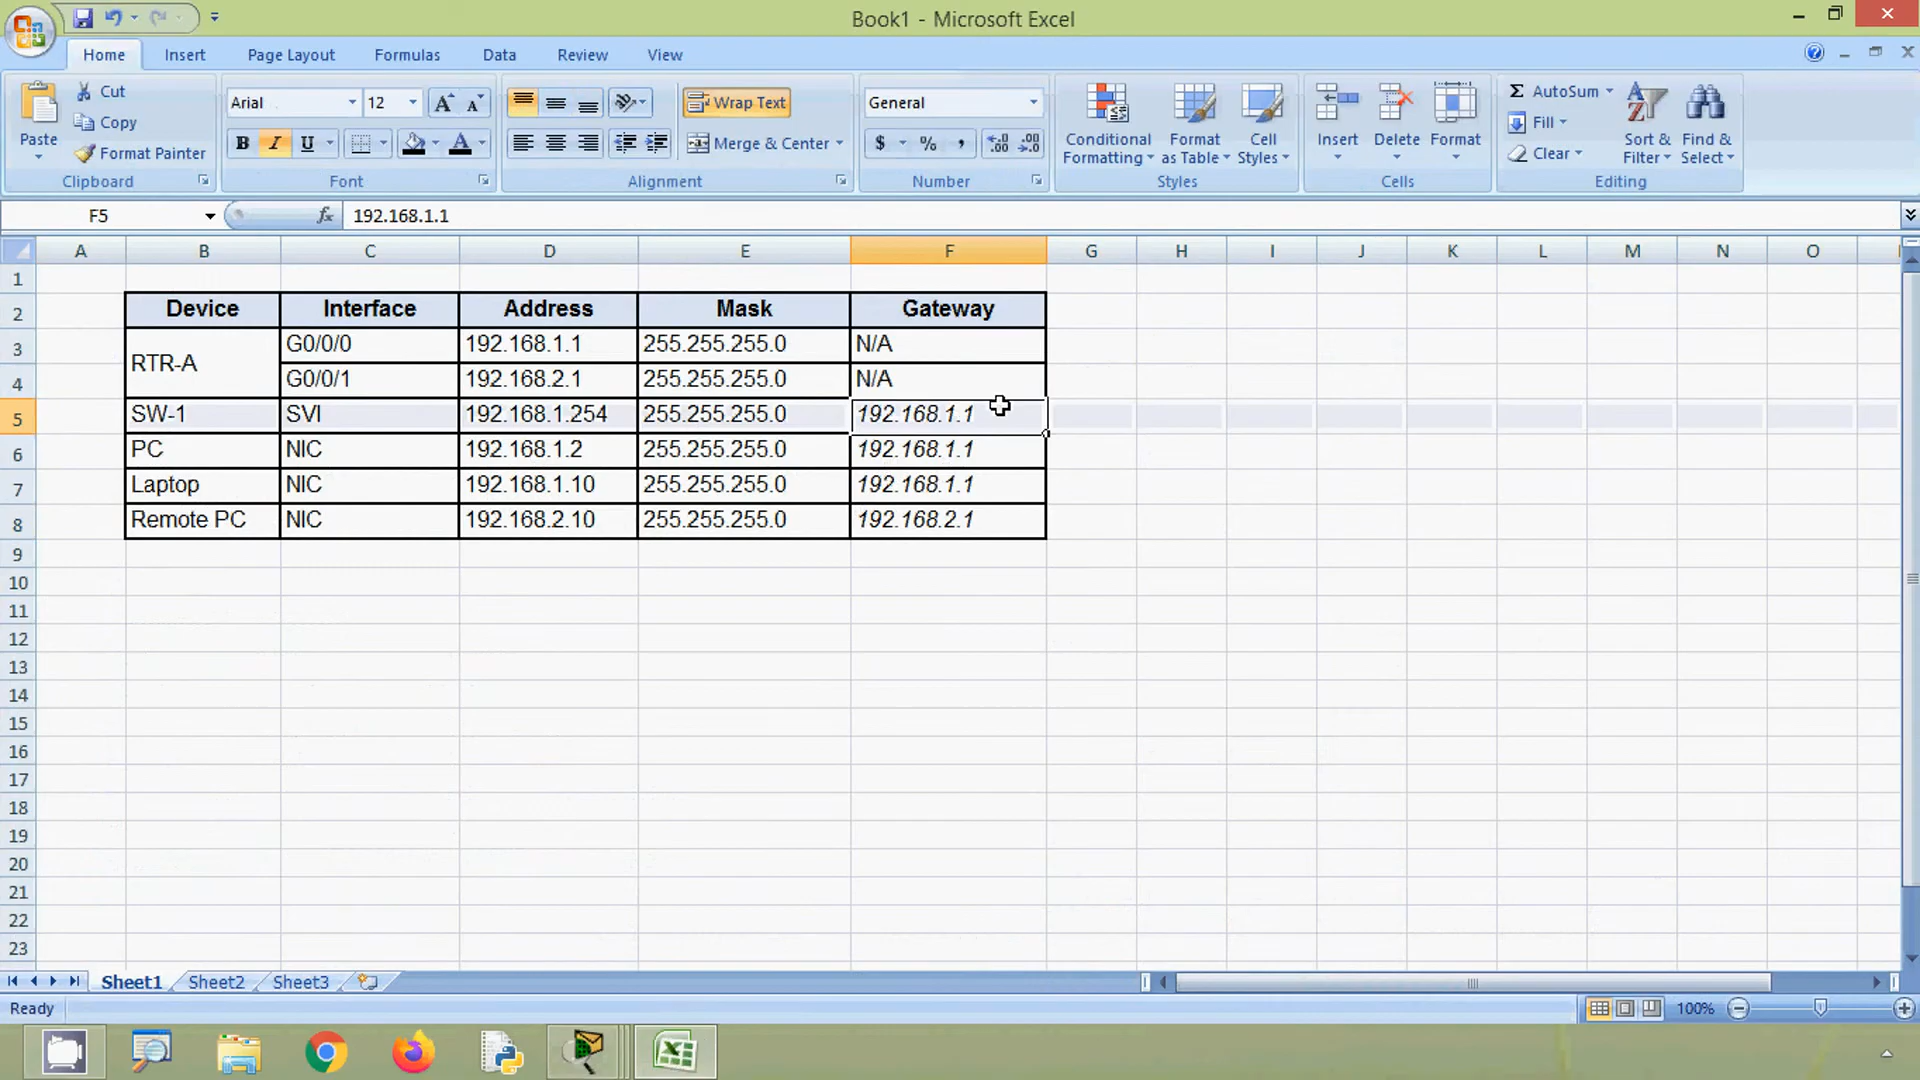 Book1 - Microsoft Excel
Home Insert Page Layout Formulas Data Review View
Paste
Cut
Copy
Format Painter
Clipboard
Arial 12
B I U
Font
Wrap Text
Merge & Center
Alignment
General
$ % ,
Number
Conditional Formatting
Format as Table
Cell Styles
Styles
Insert Delete Format
Cells
AutoSum
Fill
Clear
Sort & Filter
Find & Select
Editing
F5 fx 192.168.1.1
A B C D E F G H I J K L M N O
1
2 Device Interface Address Mask Gateway
3 RTR-A G0/0/0 192.168.1.1 255.255.255.0 N/A
4 G0/0/1 192.168.2.1 255.255.255.0 N/A
5 SW-1 SVI 192.168.1.254 255.255.255.0 192.168.1.1
6 PC NIC 192.168.1.2 255.255.255.0 192.168.1.1
7 Laptop NIC 192.168.1.10 255.255.255.0 192.168.1.1
8 Remote PC NIC 192.168.2.10 255.255.255.0 192.168.2.1
9
10
11
12
13
14
15
16
17
18
19
20
21
22
23
Sheet1 Sheet2 Sheet3
Ready 100%